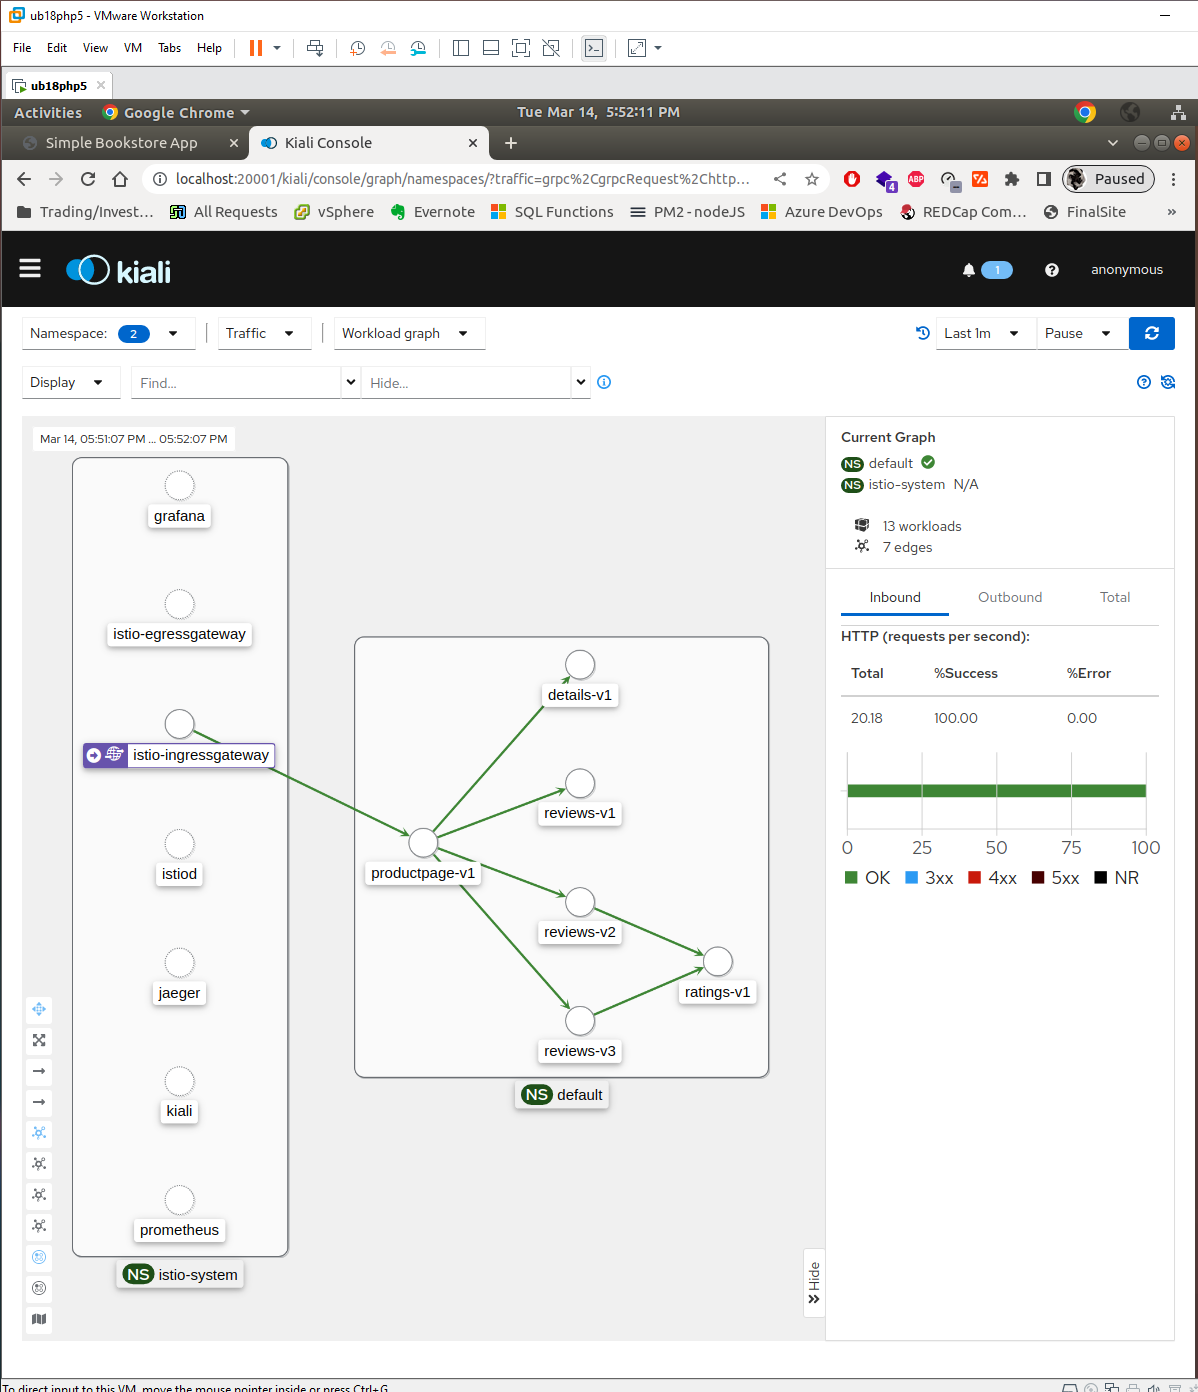 ub18php5 - VMware Workstation
File Edit View VM Tabs Help
ub18php5
Activities Google Chrome Tue Mar 14, 5:52:11 PM
Simple Bookstore App Kiali Console
localhost:20001/kiali/console/graph/namespaces/?traffic=grpc%2CgrpcRequest%2Chttp... 4 ABP Paused
Trading/Invest... All Requests vSphere Evernote SQL Functions PM2 - nodeJS Azure DevOps REDCap Com... FinalSite »
kiali 1 anonymous
Namespace: 2 Traffic Workload graph Last 1m Pause
Display Find... Hide...
Mar 14, 05:51:07 PM ... 05:52:07 PM
grafana
istio-egressgateway
istio-ingressgateway
istiod
jaeger
kiali
prometheus
NS istio-system
details-v1
reviews-v1
productpage-v1
reviews-v2
ratings-v1
reviews-v3
NS default
Hide
Current Graph
NS default
NS istio-system N/A
13 workloads
7 edges
Inbound Outbound Total
HTTP (requests per second):
Total %Success %Error
20.18 100.00 0.00
0 25 50 75 100
OK 3xx 4xx 5xx NR
To direct input to this VM, move the mouse pointer inside or press Ctrl+G.